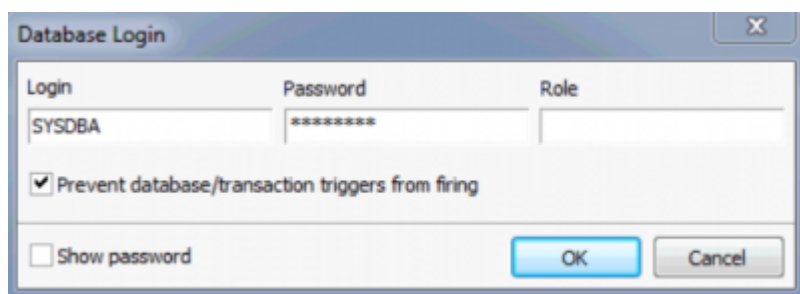 Database Login
Login Password Role
SYSDBA ********
Prevent database/transaction triggers from firing
Show password OK Cancel